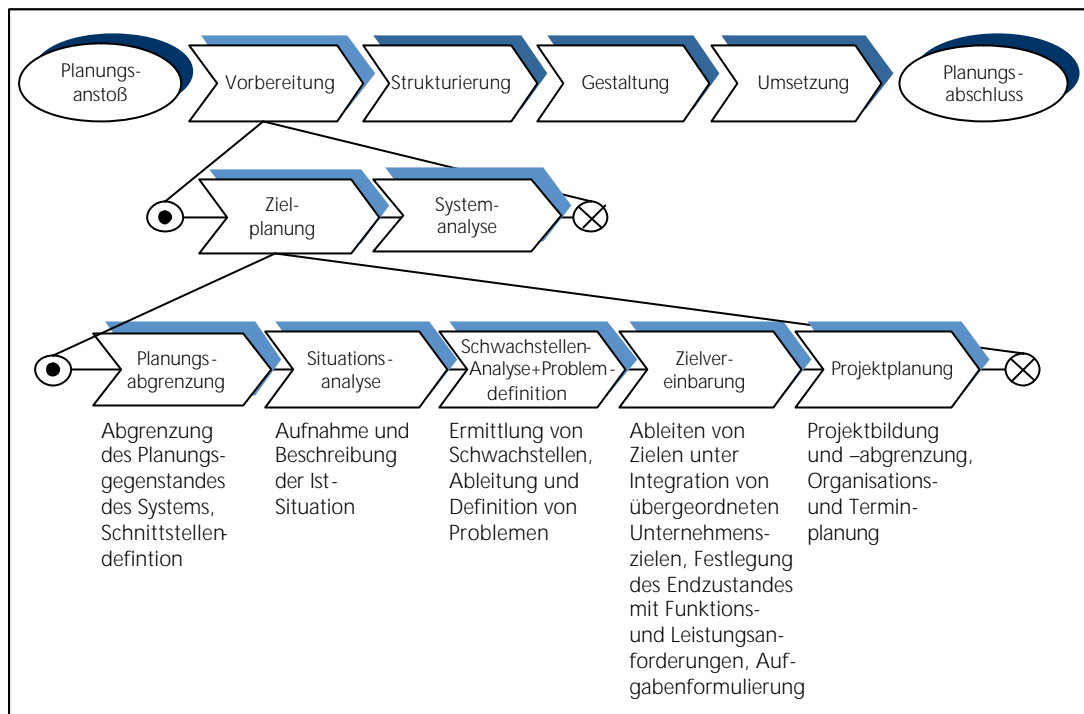 Planungs-
anstoß
Vorbereitung
Strukturierung
Gestaltung
Umsetzung
Planungs-
abschluss
Ziel-
planung
System-
analyse
Planungs-
abgrenzung
Situations-
analyse
Schwachstellen-
Analyse+Problem-
definition
Zielver-
einbarung
Projektplanung
Abgrenzung
des Planungs-
gegenstandes
des Systems,
Schnittstellen-
defintion
Aufnahme und
Beschreibung
der Ist-
Situation
Ermittlung von
Schwachstellen,
Ableitung und
Definition von
Problemen
Ableiten von
Zielen unter
Integration von
übergeordneten
Unternehmens-
zielen, Festlegung
des Endzustandes
mit Funktions-
und Leistungsan-
forderungen, Auf-
gabenformulierung
Projektbildung
und –abgrenzung,
Organisations-
und Termin-
planung